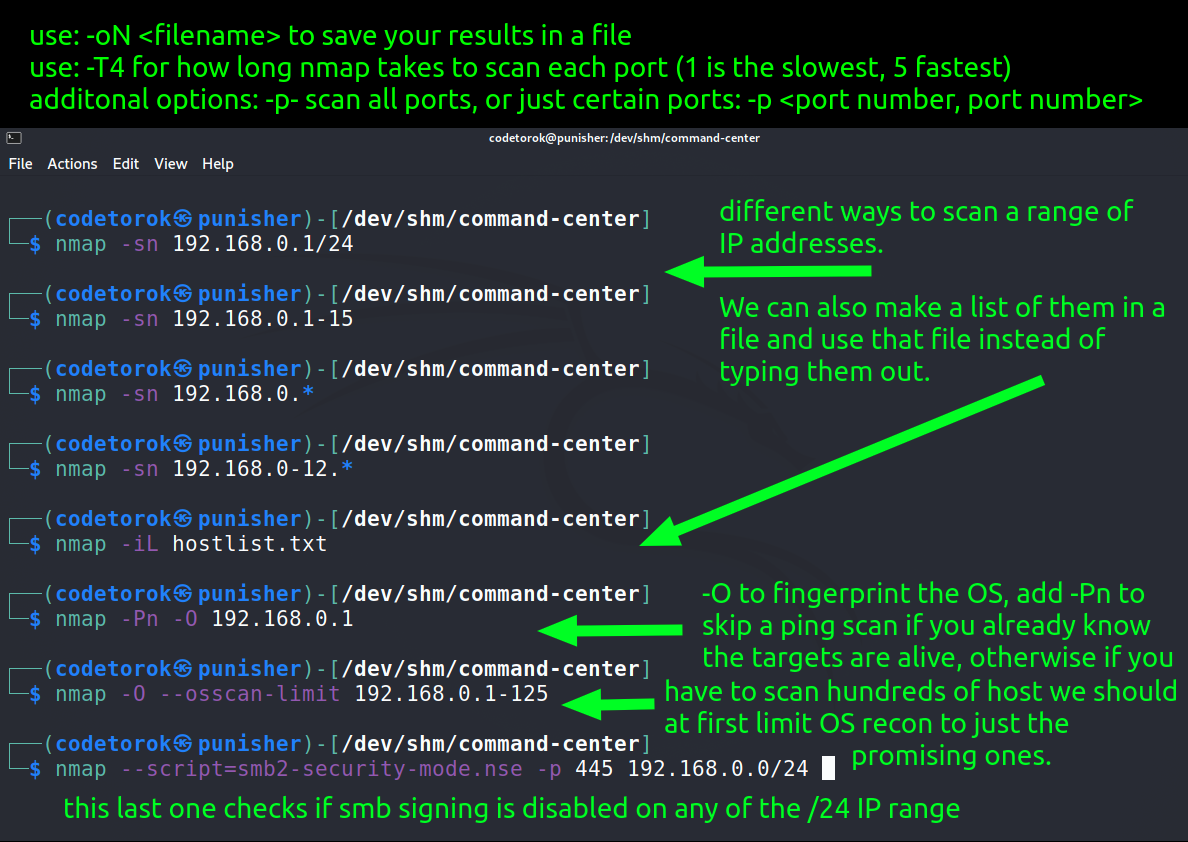 use: -oN <filename> to save your results in a file
use: -T4 for how long nmap takes to scan each port (1 is the slowest, 5 fastest)
additonal options: -p- scan all ports, or just certain ports: -p <port number, port number>
codetorok@punisher:/dev/shm/command-center
File Actions Edit View Help
┌──(codetorok㉿punisher)-[/dev/shm/command-center]
└─$ nmap -sn 192.168.0.1/24
different ways to scan a range of
IP addresses.
┌──(codetorok㉿punisher)-[/dev/shm/command-center]
└─$ nmap -sn 192.168.0.1-15
We can also make a list of them in a
file and use that file instead of
typing them out.
┌──(codetorok㉿punisher)-[/dev/shm/command-center]
└─$ nmap -sn 192.168.0.*
┌──(codetorok㉿punisher)-[/dev/shm/command-center]
└─$ nmap -sn 192.168.0-12.*
┌──(codetorok㉿punisher)-[/dev/shm/command-center]
└─$ nmap -iL hostlist.txt
┌──(codetorok㉿punisher)-[/dev/shm/command-center]
└─$ nmap -Pn -O 192.168.0.1
-O to fingerprint the OS, add -Pn to
skip a ping scan if you already know
the targets are alive, otherwise if you
have to scan hundreds of host we should
at first limit OS recon to just the
promising ones.
┌──(codetorok㉿punisher)-[/dev/shm/command-center]
└─$ nmap -O --osscan-limit 192.168.0.1-125
┌──(codetorok㉿punisher)-[/dev/shm/command-center]
└─$ nmap --script=smb2-security-mode.nse -p 445 192.168.0.0/24
this last one checks if smb signing is disabled on any of the /24 IP range